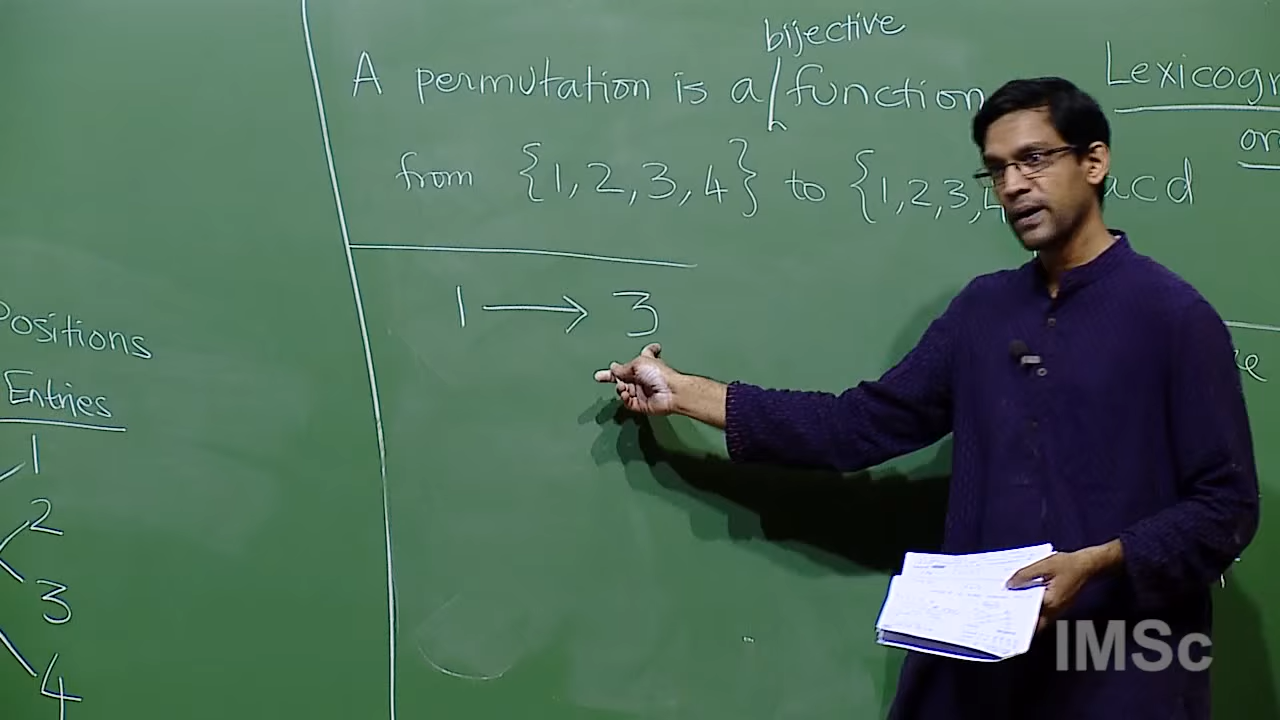 bijective
A permutation is a function
from {1,2,3,4} to {1,2,3,4
1 → 3
Positions
Entries
1
2
3
4
Lexicogr
or
acd
e
IMSc